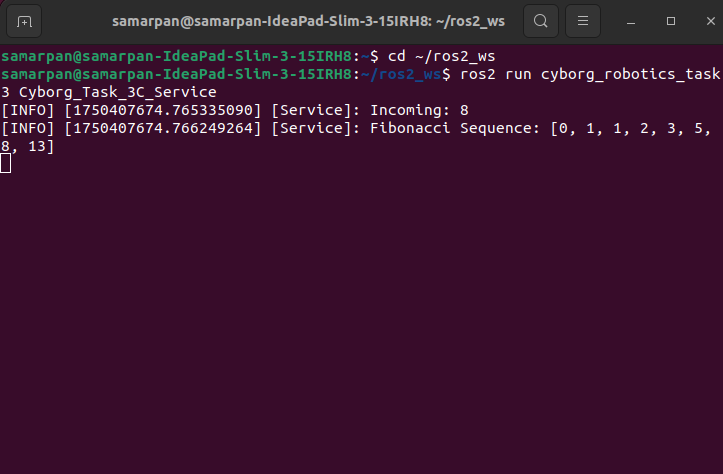 samarpan@samarpan-IdeaPad-Slim-3-15IRH8: ~/ros2_ws
samarpan@samarpan-IdeaPad-Slim-3-15IRH8:~$ cd ~/ros2_ws
samarpan@samarpan-IdeaPad-Slim-3-15IRH8:~/ros2_ws$ ros2 run cyborg_robotics_task
3 Cyborg_Task_3C_Service
[INFO] [1750407674.765335090] [Service]: Incoming: 8
[INFO] [1750407674.766249264] [Service]: Fibonacci Sequence: [0, 1, 1, 2, 3, 5,
8, 13]